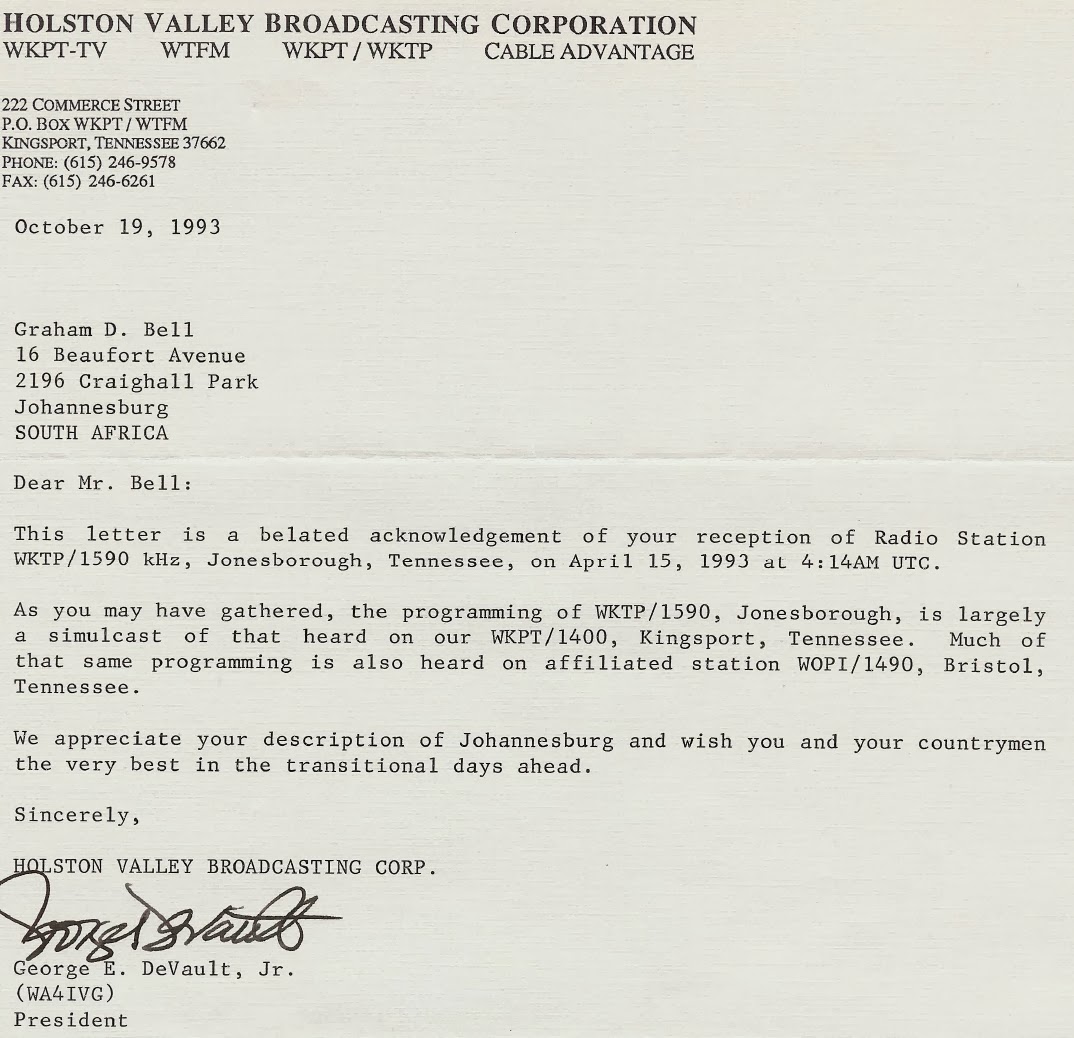 HOLSTON VALLEY BROADCASTING CORPORATION
WKPT-TV WTFM WKPT / WKTP CABLE ADVANTAGE
222 COMMERCE STREET
P.O. BOX WKPT / WTFM
KINGSPORT, TENNESSEE 37662
PHONE: (615) 246-9578
FAX: (615) 246-6261
October 19, 1993
Graham D. Bell
16 Beaufort Avenue
2196 Craighall Park
Johannesburg
SOUTH AFRICA
Dear Mr. Bell:
This letter is a belated acknowledgement of your reception of Radio Station
WKTP/1590 kHz, Jonesborough, Tennessee, on April 15, 1993 at 4:14AM UTC.
As you may have gathered, the programming of WKTP/1590, Jonesborough, is largely
a simulcast of that heard on our WKPT/1400, Kingsport, Tennessee. Much of
that same programming is also heard on affiliated station WOPI/1490, Bristol,
Tennessee.
We appreciate your description of Johannesburg and wish you and your countrymen
the very best in the transitional days ahead.
Sincerely,
HOLSTON VALLEY BROADCASTING CORP.
George DeVault
George E. DeVault, Jr.
(WA4IVG)
President